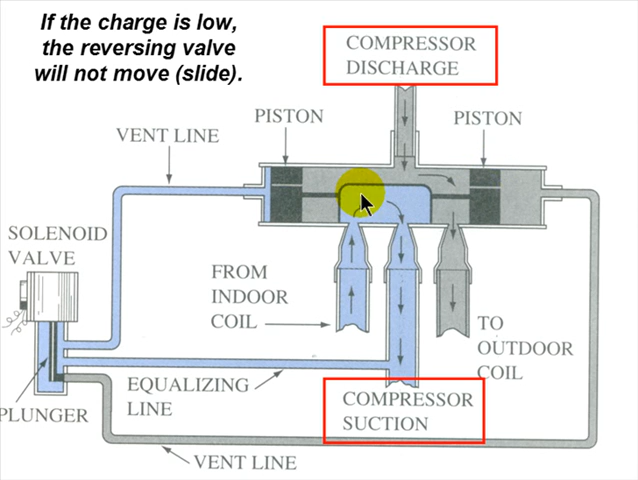 If the charge is low,
the reversing valve
will not move (slide).
COMPRESSOR
DISCHARGE
PISTON
PISTON
VENT LINE
SOLENOID
VALVE
FROM
INDOOR
COIL
TO
OUTDOOR
COIL
EQUALIZING
LINE
COMPRESSOR
SUCTION
PLUNGER
VENT LINE